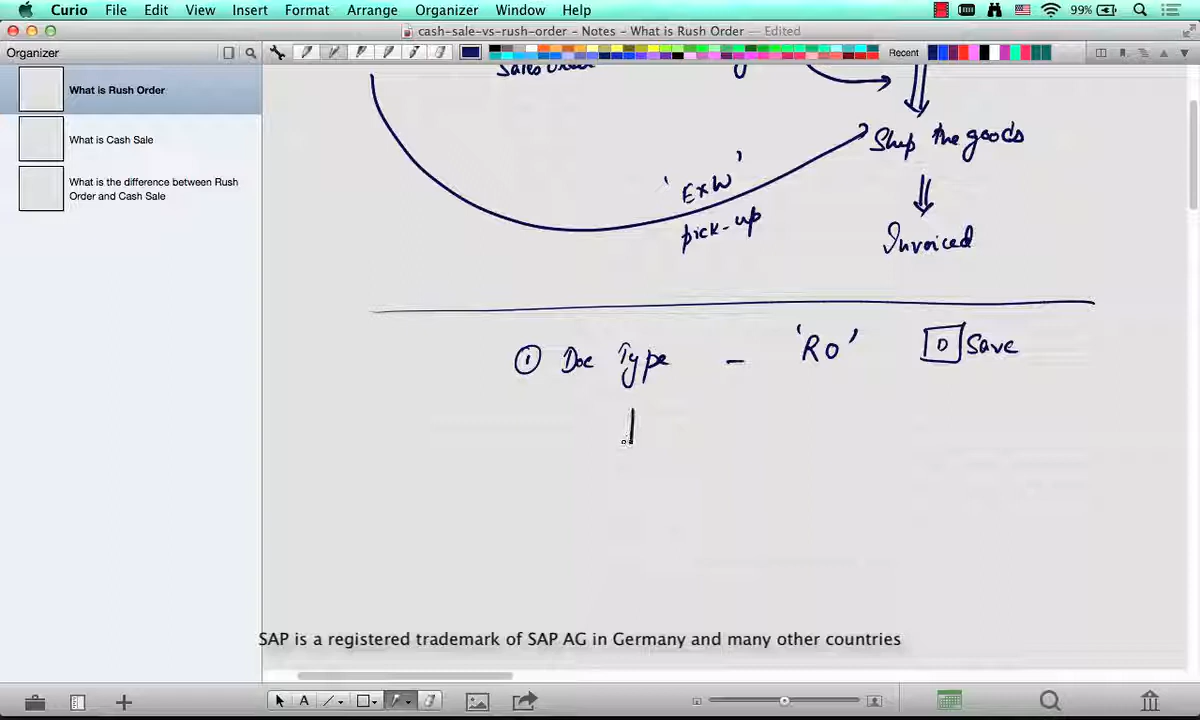 Curio File Edit View Insert Format Arrange Organizer Window Help 99%
cash-sale-vs-rush-order – Notes – What is Rush Order — Edited
Organizer
Recent
What is Rush Order
What is Cash Sale
What is the difference between Rush
Order and Cash Sale
Sales Order
Ship the goods
'EXW'
pick-up
Invoiced
① Doc Type - 'RO' D Save
SAP is a registered trademark of SAP AG in Germany and many other countries
A